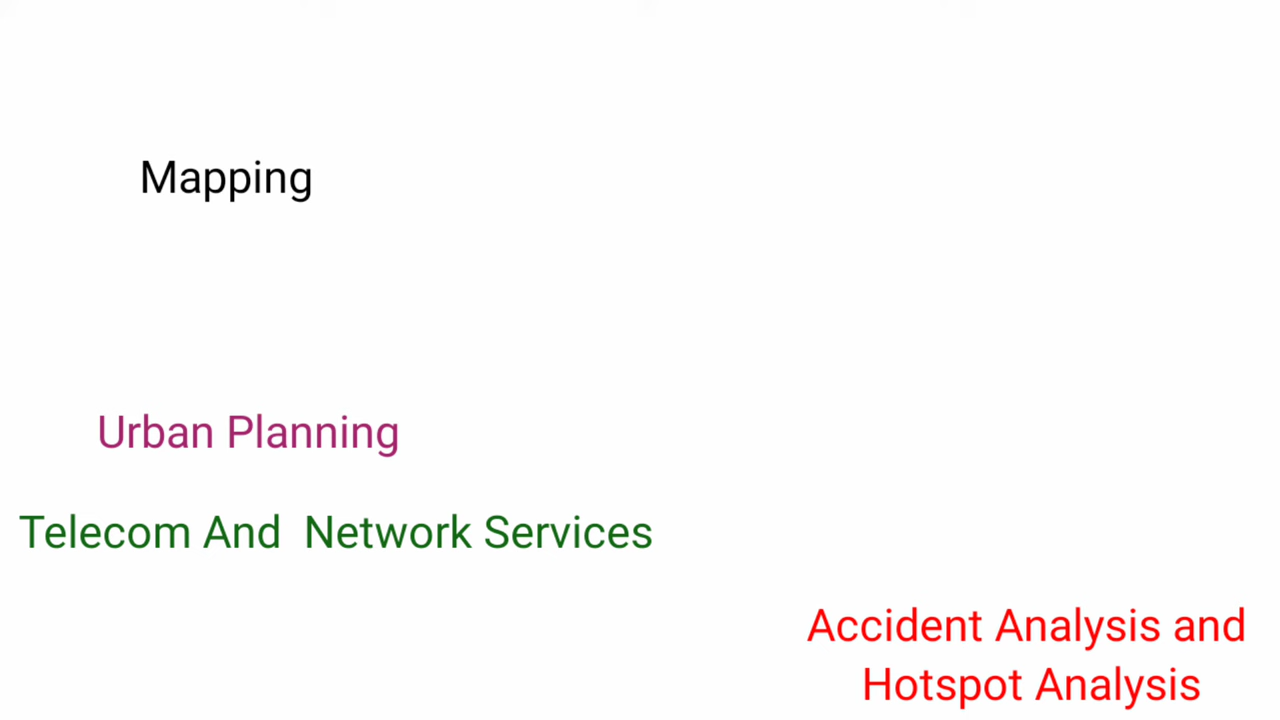 Mapping
Urban Planning
Telecom And  Network Services
Accident Analysis and
Hotspot Analysis